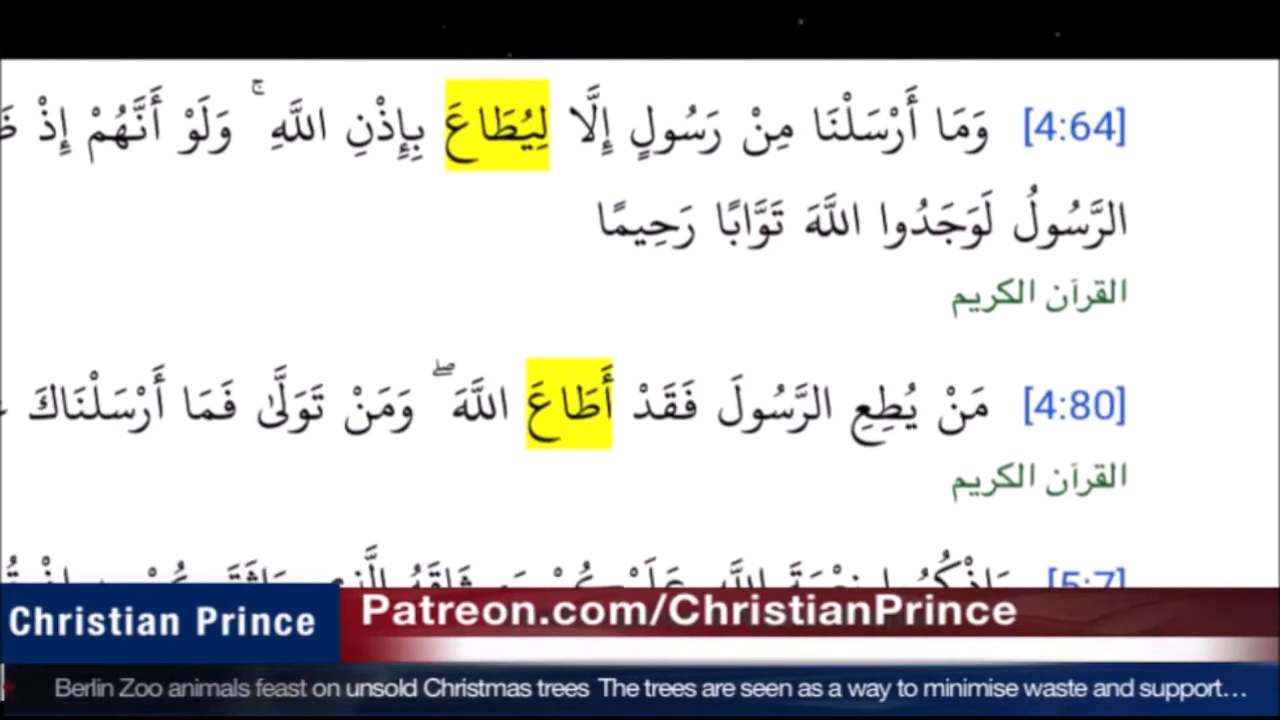 [4:64] وَمَا أَرْسَلْنَا مِنْ رَسُولٍ إِلَّا لِيُطَاعَ بِإِذْنِ اللَّهِ ۚ وَلَوْ أَنَّهُمْ إِذْ
الرَّسُولُ لَوَجَدُوا اللَّهَ تَوَّابًا رَحِيمًا
القرآن الكريم
[4:80] مَنْ يُطِعِ الرَّسُولَ فَقَدْ أَطَاعَ اللَّهَ ۖ وَمَنْ تَوَلَّىٰ فَمَا أَرْسَلْنَاكَ
القرآن الكريم
[5:7]
Christian Prince
Patreon.com/ChristianPrince
Berlin Zoo animals feast on unsold Christmas trees The trees are seen as a way to minimise waste and support…